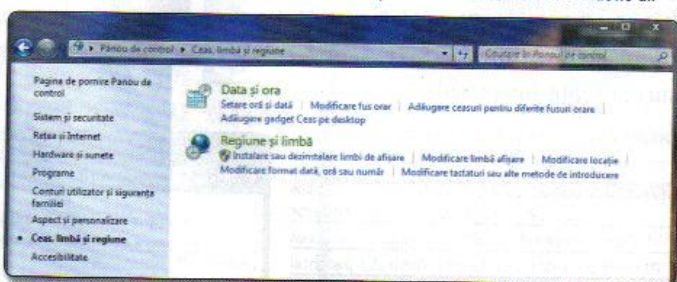 Panou de control ▸ Ceas, limbă și regiune
Căutare în Panoul de control
Pagina de pornire Panou de
control
Sistem și securitate
Rețea și Internet
Hardware și sunete
Programe
Conturi utilizator și siguranța
familiei
Aspect și personalizare
Ceas, limbă și regiune
Accesibilitate
Data și ora
Setare oră și dată | Modificare fus orar | Adăugare ceasuri pentru diferite fusuri orare |
Adăugare gadget Ceas pe desktop
Regiune și limbă
Instalare sau dezinstalare limbi de afișare | Modificare limbă afișare | Modificare locație |
Modificare format dată, oră sau număr | Modificare tastaturi sau alte metode de introducere